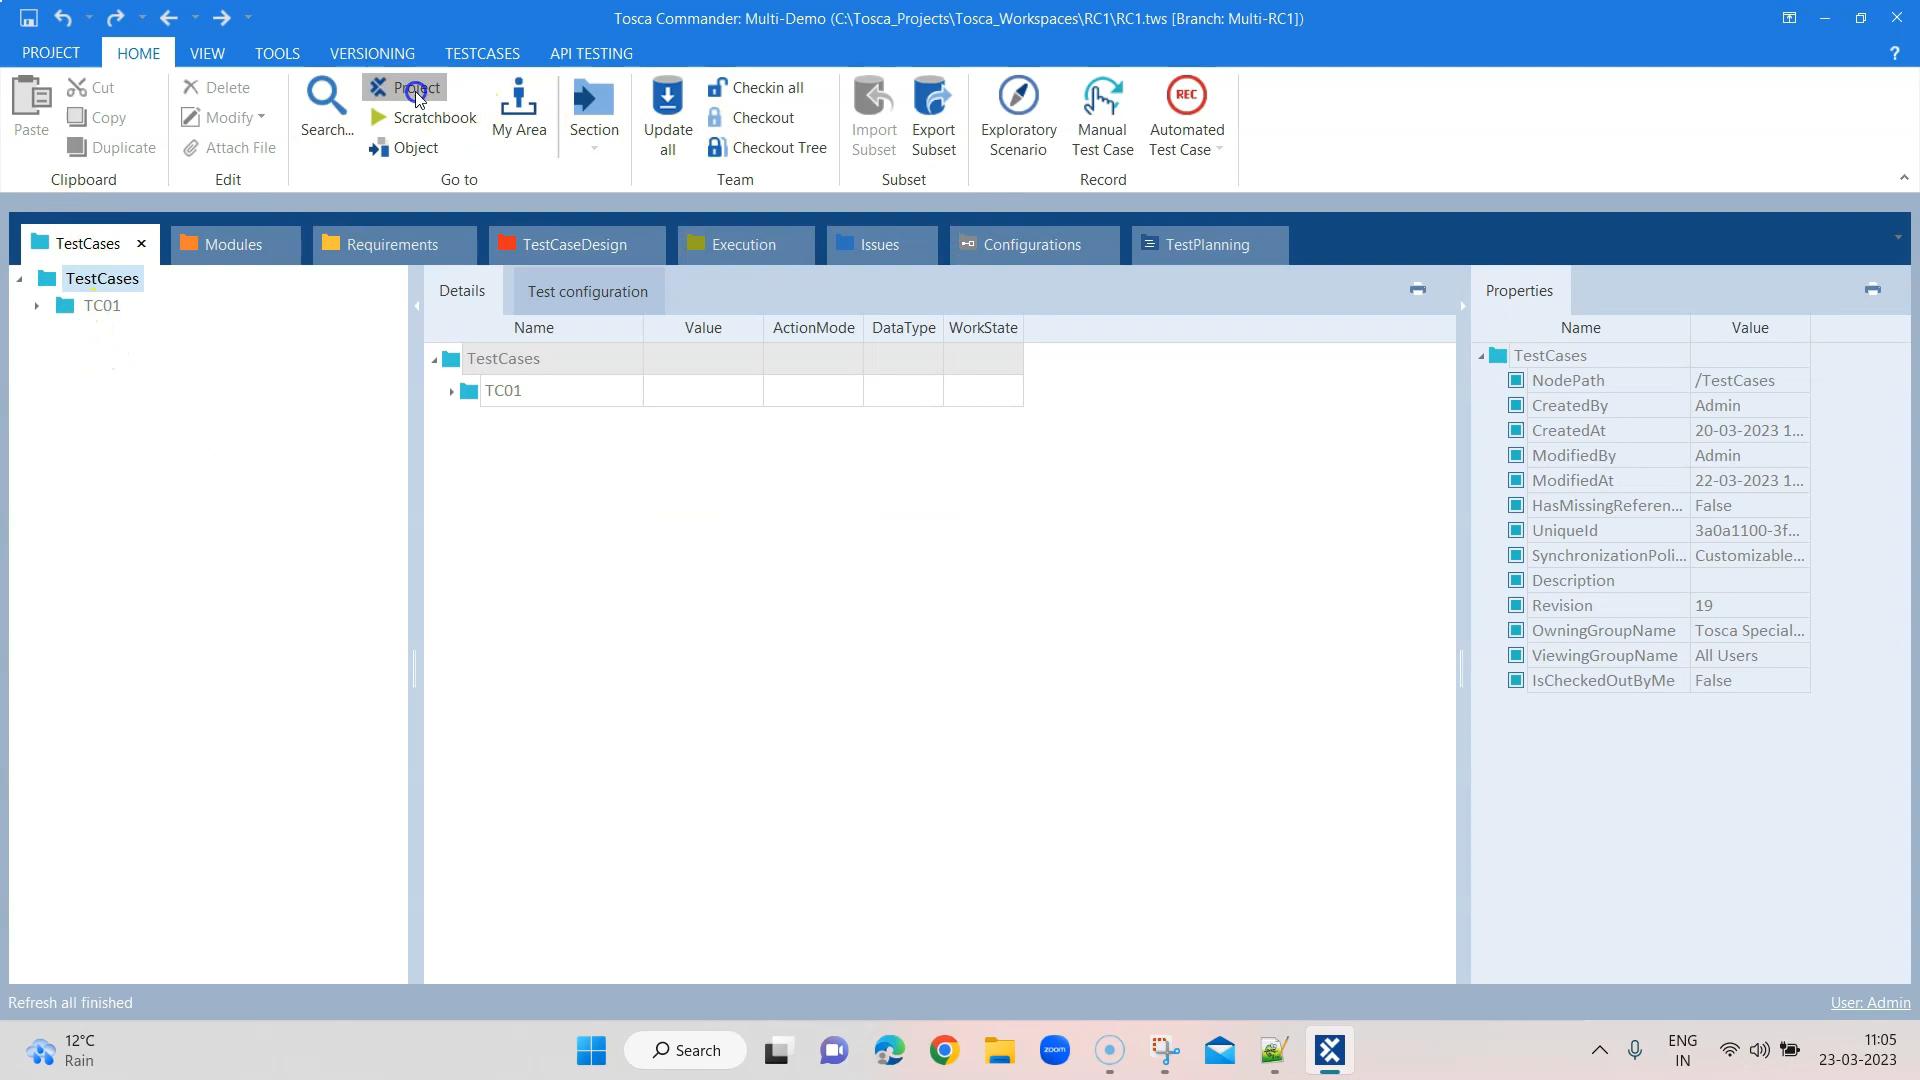 Tosca Commander: Multi-Demo (C:\Tosca_Projects\Tosca_Workspaces\RC1\RC1.tws [Branch: Multi-RC1])
PROJECT HOME VIEW TOOLS VERSIONING TESTCASES API TESTING ?
Paste
Cut
Copy
Duplicate
Clipboard
Delete
Modify
Attach File
Edit
Search...
Project
Scratchbook
Object
My Area
Section
Go to
Update all
Checkin all
Checkout
Checkout Tree
Team
Import Subset
Export Subset
Subset
Exploratory Scenario
Manual Test Case
REC
Automated Test Case
Record
TestCases Modules Requirements TestCaseDesign Execution Issues Configurations TestPlanning
TestCases
TC01
Details Test configuration
Name Value ActionMode DataType WorkState
TestCases
TC01
Properties
Name Value
TestCases
NodePath /TestCases
CreatedBy Admin
CreatedAt 20-03-2023 1...
ModifiedBy Admin
ModifiedAt 22-03-2023 1...
HasMissingReferen... False
UniqueId 3a0a1100-3f...
SynchronizationPoli... Customizable...
Description
Revision 19
OwningGroupName Tosca Special...
ViewingGroupName All Users
IsCheckedOutByMe False
Refresh all finished User: Admin
12°C
Rain
Search
zoom
ENG
IN
11:05
23-03-2023